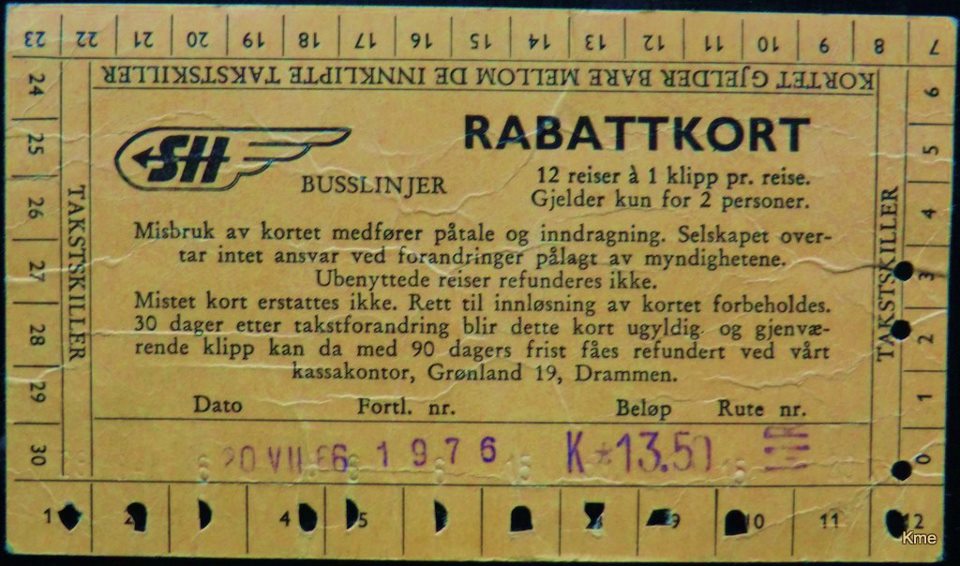 23 22 21 20 19 18 17 16 15 14 13 12 11 10 9 8 7
KORTET GJELDER BARE MELLOM DE INNKLIPTE TAKSTSKILLER
24 25 26 27 28 29 30
TAKSTSKILLER
SH
BUSSLINJER
RABATTKORT
12 reiser à 1 klipp pr. reise.
Gjelder kun for 2 personer.
Misbruk av kortet medfører påtale og inndragning. Selskapet over-
tar intet ansvar ved forandringer pålagt av myndighetene.
Ubenyttede reiser refunderes ikke.
Mistet kort erstattes ikke. Rett til innløsning av kortet forbeholdes.
30 dager etter takstforandring blir dette kort ugyldig og gjenvæ-
rende klipp kan da med 90 dagers frist fåes refundert ved vårt
kassakontor, Grønland 19, Drammen.
Dato Fortl. nr. Beløp Rute nr.
20 VII 66 1976 K*13.50
TAKSTSKILLER
6 5 4 3 2 1 0
1 2 4 5 8 9 10 11 12
Kme